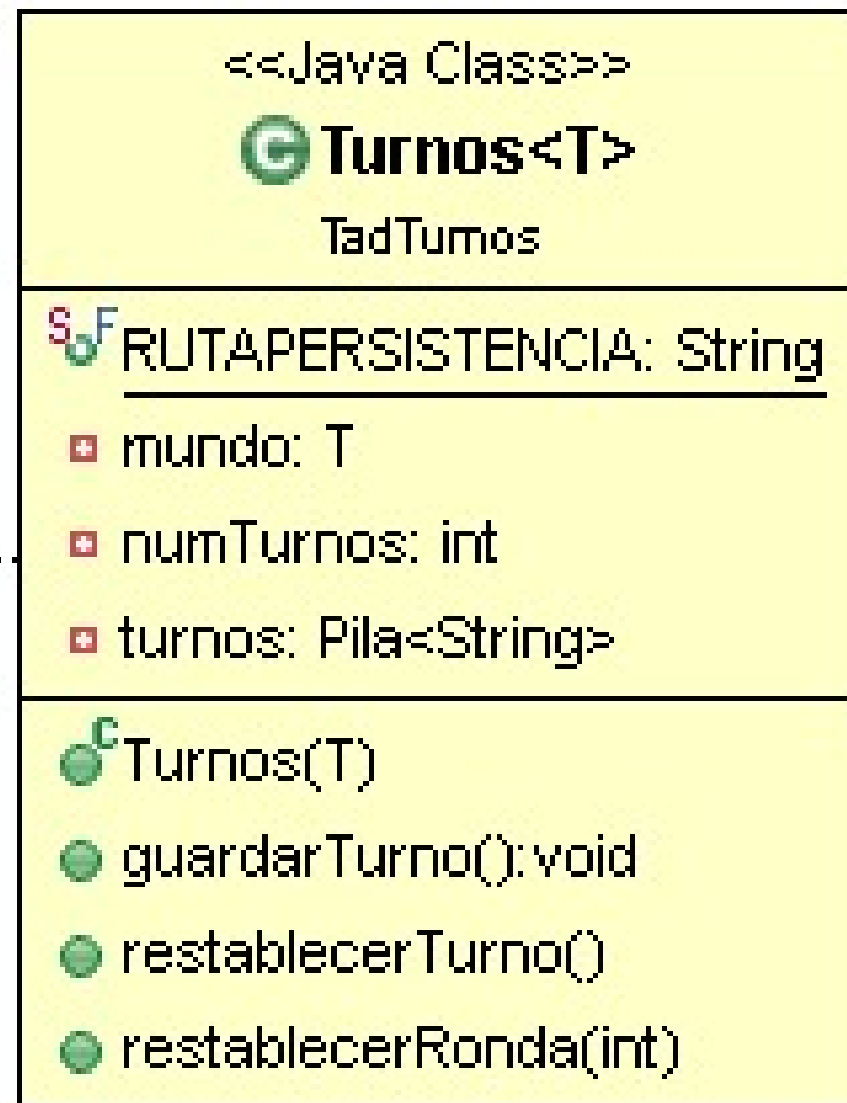 <<Java Class>>
C Turnos<T>
TadTurnos
S F RUTAPERSISTENCIA: String
mundo: T
numTurnos: int
turnos: Pila<String>
C Turnos(T)
guardarTurno():void
restablecerTurno()
restablecerRonda(int)